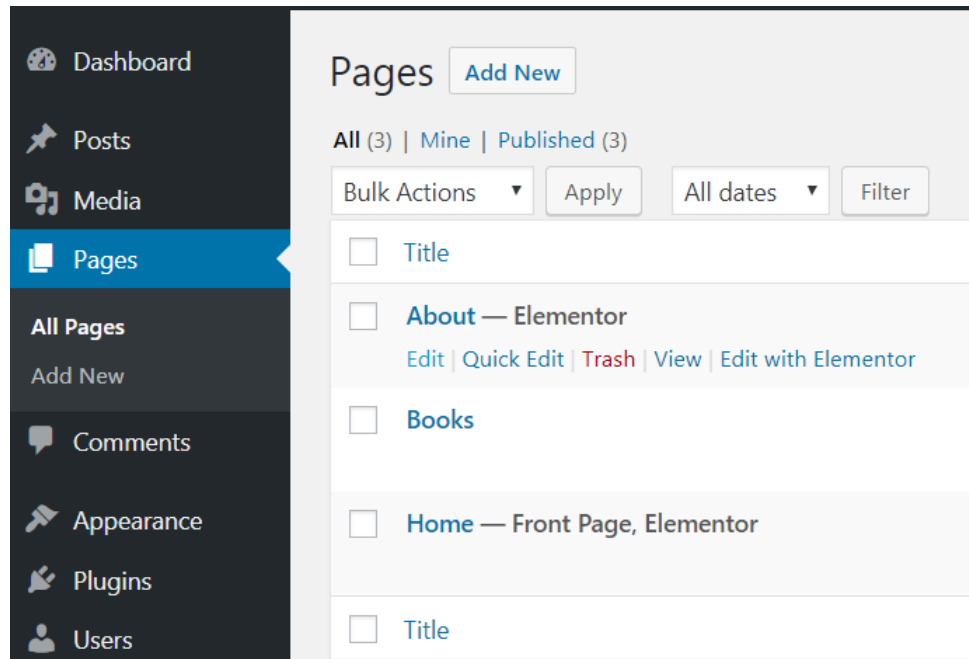 Dashboard
Posts
Media
Pages
All Pages
Add New
Comments
Appearance
Plugins
Users
Pages Add New
All (3) | Mine | Published (3)
Bulk Actions Apply All dates Filter
Title
About — Elementor
Edit | Quick Edit | Trash | View | Edit with Elementor
Books
Home — Front Page, Elementor
Title